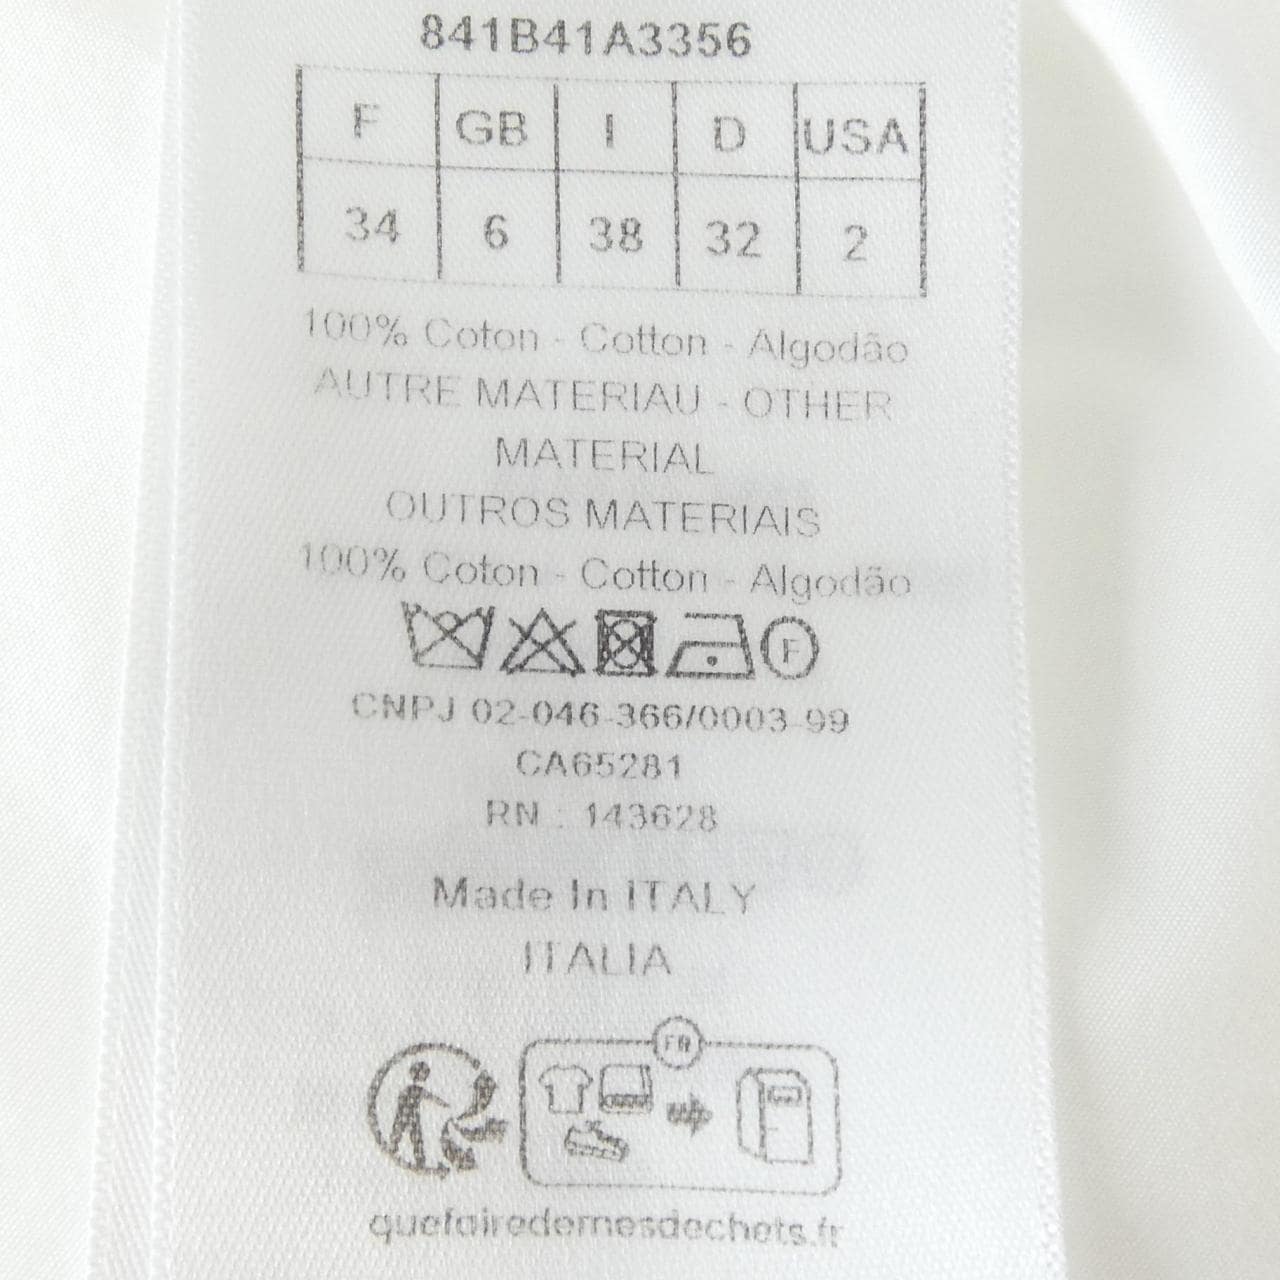 841B41A3356
F GB I D USA
34 6 38 32 2
100% Coton - Cotton - Algodão
AUTRE MATERIAU - OTHER
MATERIAL
OUTROS MATERIAIS
100% Coton - Cotton - Algodão
F
CNPJ 02-046-366/0003-99
CA65281
RN : 143628
Made In ITALY
ITALIA
FR
quefairedemesdechets.fr